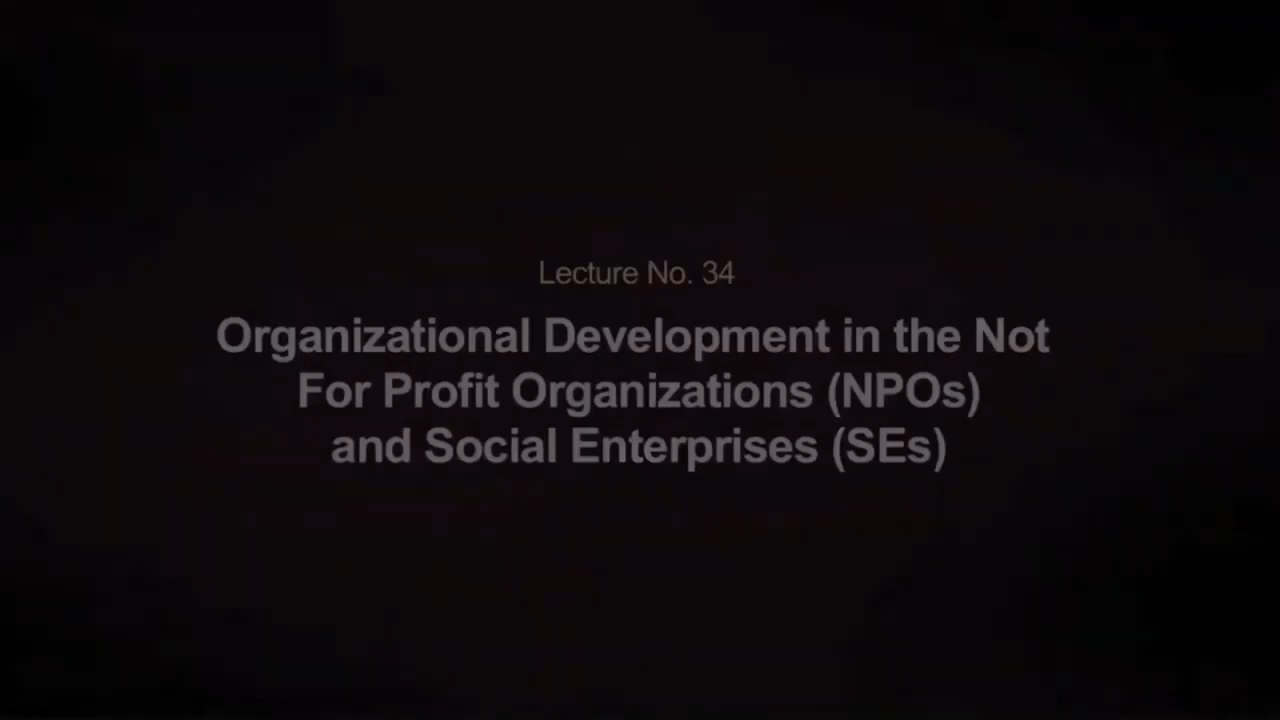 Lecture No. 34
Organizational Development in the Not
For Profit Organizations (NPOs)
and Social Enterprises (SEs)